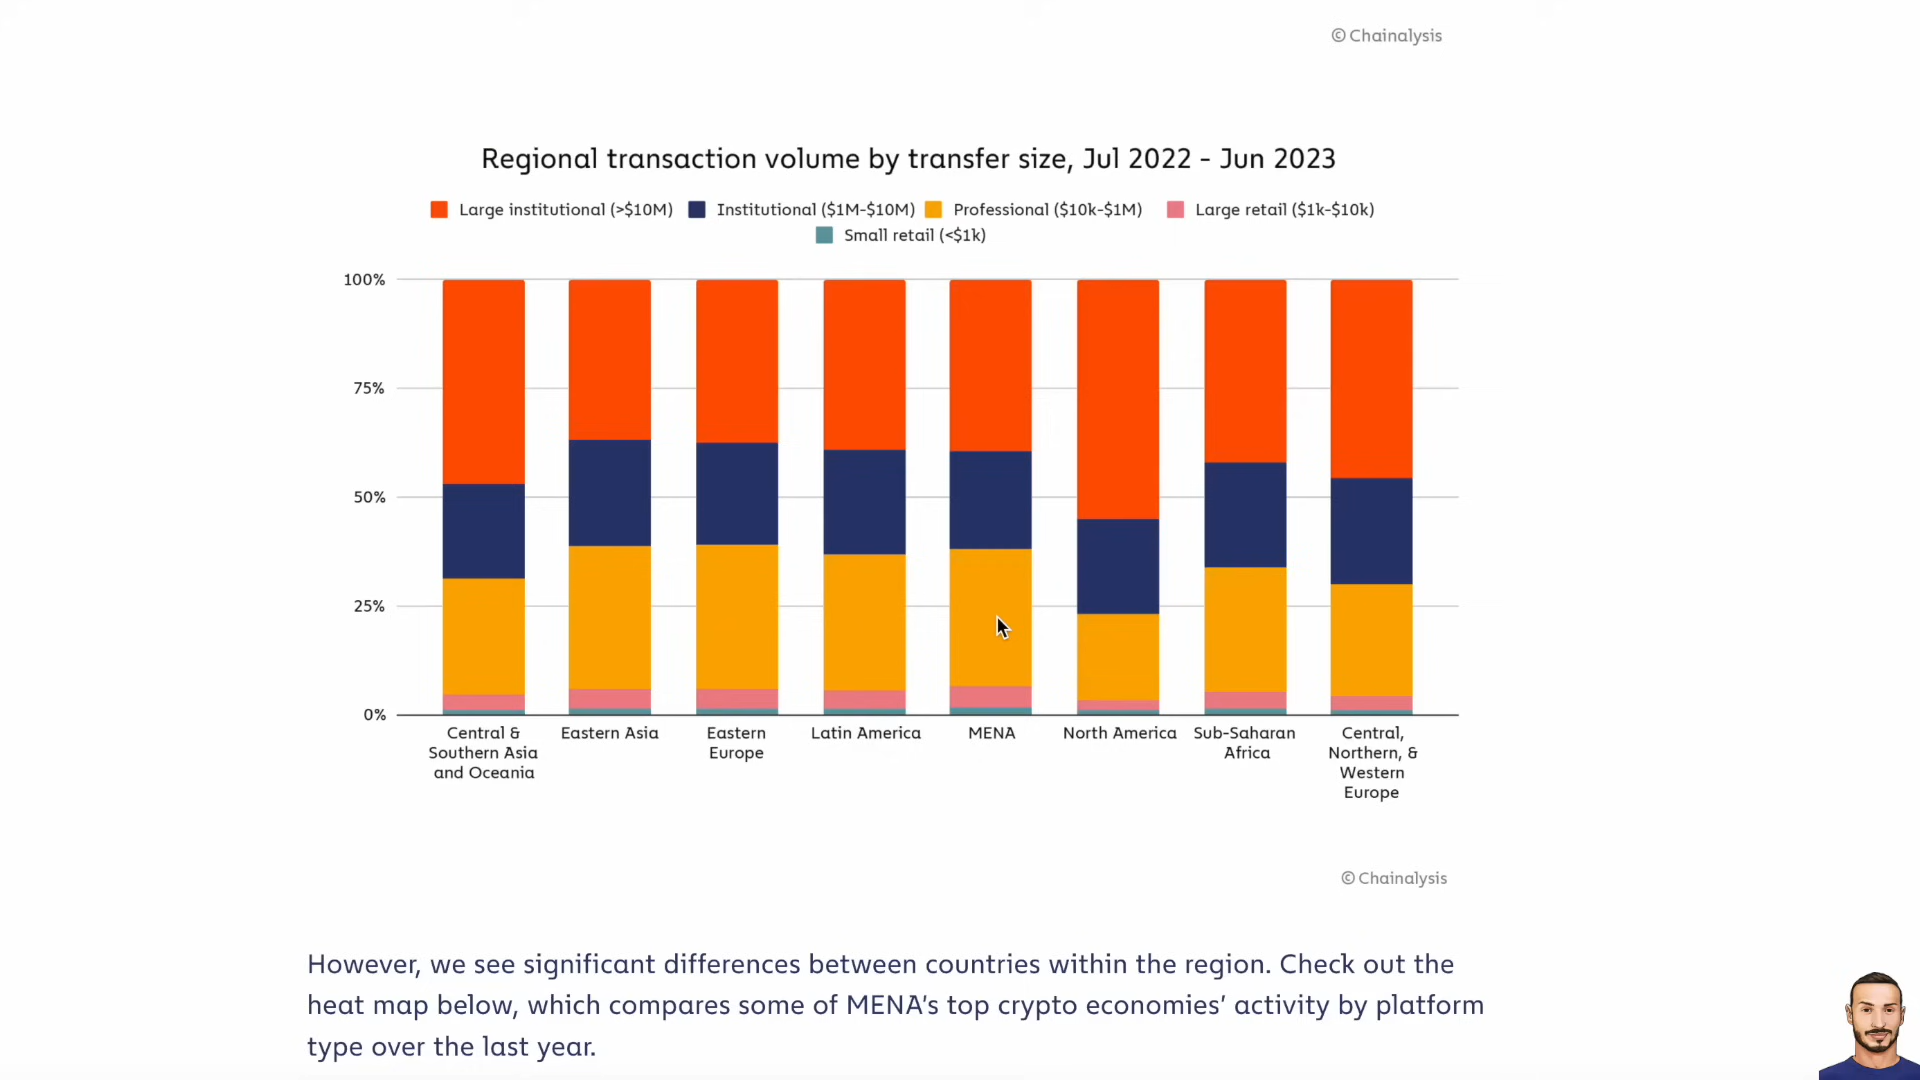 © Chainalysis
Regional transaction volume by transfer size, Jul 2022 - Jun 2023
Large institutional (>$10M) Institutional ($1M-$10M) Professional ($10k-$1M) Large retail ($1k-$10k)
Small retail (<$1k)
100%
75%
50%
25%
0%
Central &
Southern Asia
and Oceania
Eastern Asia
Eastern
Europe
Latin America
MENA
North America
Sub-Saharan
Africa
Central,
Northern, &
Western
Europe
© Chainalysis
However, we see significant differences between countries within the region. Check out the
heat map below, which compares some of MENA's top crypto economies' activity by platform
type over the last year.